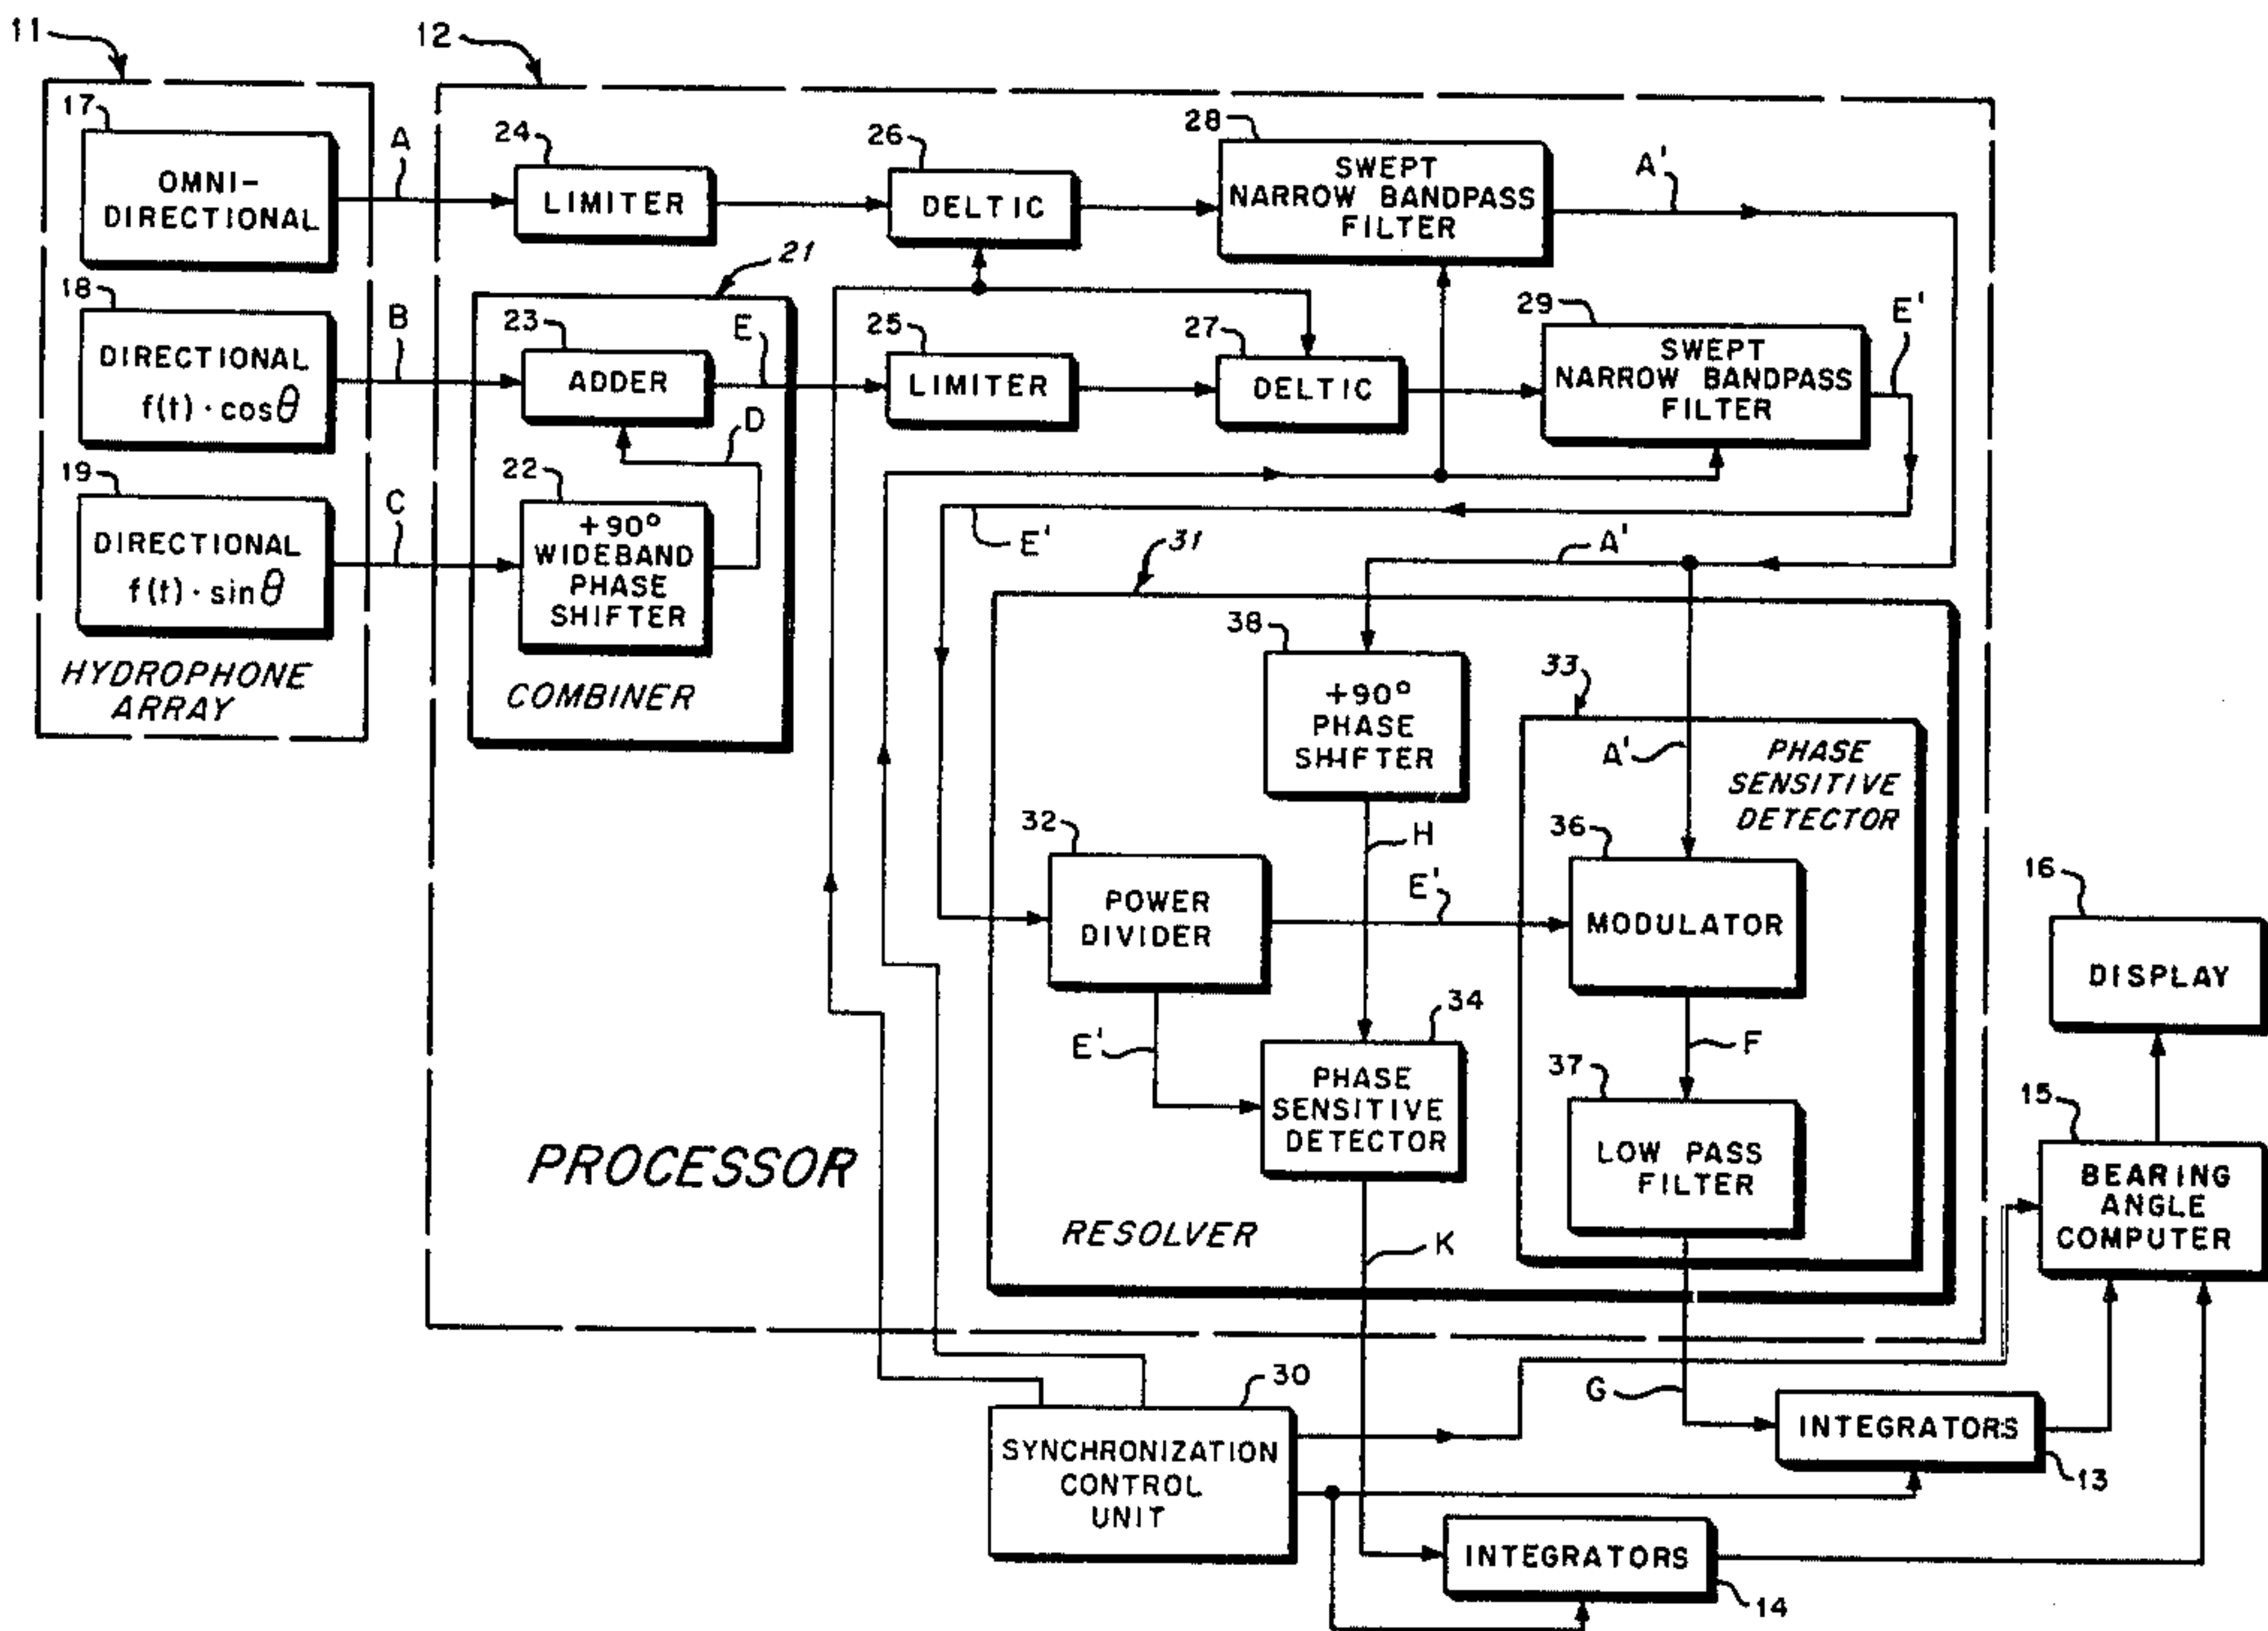 11
12
17
OMNI-
DIRECTIONAL
A
24
LIMITER
26
DELTIC
28
SWEPT
NARROW BANDPASS
FILTER
A'
18
DIRECTIONAL
f(t) · cosθ
B
21
23
ADDER
E
D
25
LIMITER
27
DELTIC
29
SWEPT
NARROW BANDPASS
FILTER
E'
19
DIRECTIONAL
f(t) · sinθ
C
22
+90°
WIDEBAND
PHASE
SHIFTER
HYDROPHONE
ARRAY
COMBINER
E'
31
A'
38
+90°
PHASE
SHIFTER
33
A'
PHASE
SENSITIVE
DETECTOR
32
POWER
DIVIDER
H
E'
36
MODULATOR
16
DISPLAY
E'
34
PHASE
SENSITIVE
DETECTOR
F
37
LOW PASS
FILTER
15
BEARING
ANGLE
COMPUTER
PROCESSOR
RESOLVER
K
30
SYNCHRONIZATION
CONTROL
UNIT
G
INTEGRATORS
13
INTEGRATORS
14